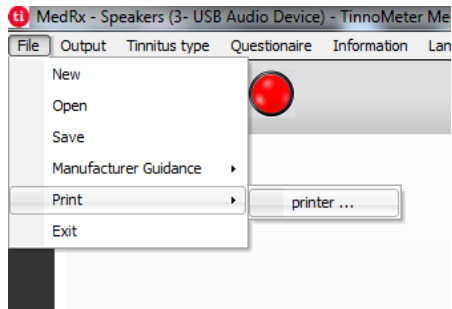 ti MedRx - Speakers (3- USB Audio Device) - TinnoMeter Me
File Output Tinnitus type Questionaire Information Lan
New
Open
Save
Manufacturer Guidance
Print
printer ...
Exit